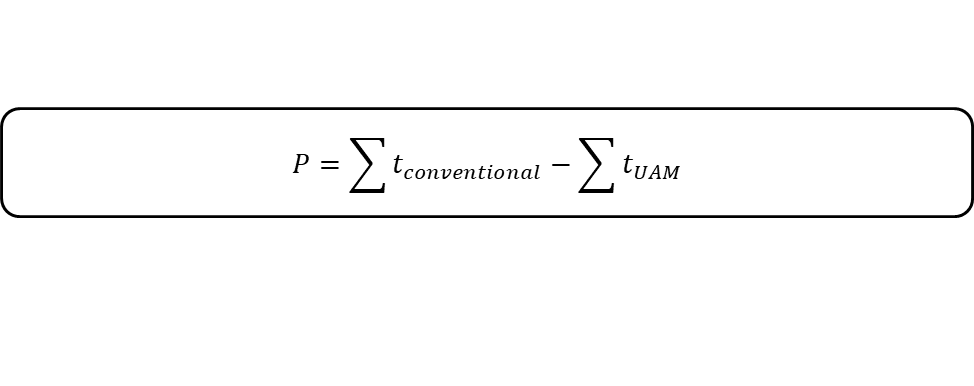 P = ∑ t_conventional − ∑ t_UAM